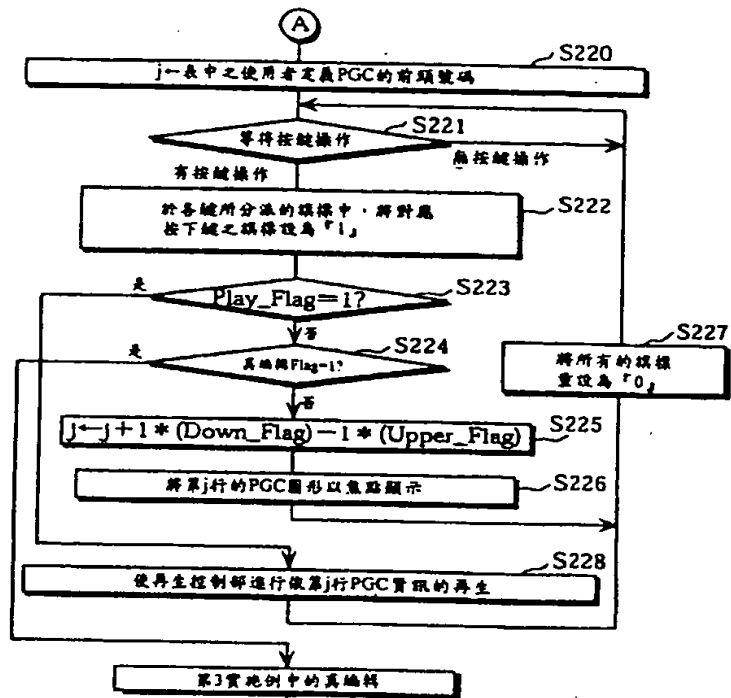 A
S220
j←表中之使用者定義PGC的前頭號碼
S221
等待按鍵操作
無按鍵操作
有按鍵操作
S222
於各鍵所分派的旗標中，將對應
按下鍵之旗標設為『1』
是
S223
Play_Flag＝1?
否
S227
是
S224
真編輯Flag=1?
將所有的旗標
重設為『0』
否
j←j＋1＊(Down_Flag)－1＊(Upper_Flag)
S225
將第j行的PGC圖形以焦點顯示
S226
S228
使再生控制部進行依第j行PGC資訊的再生
第3實施例中的真編輯